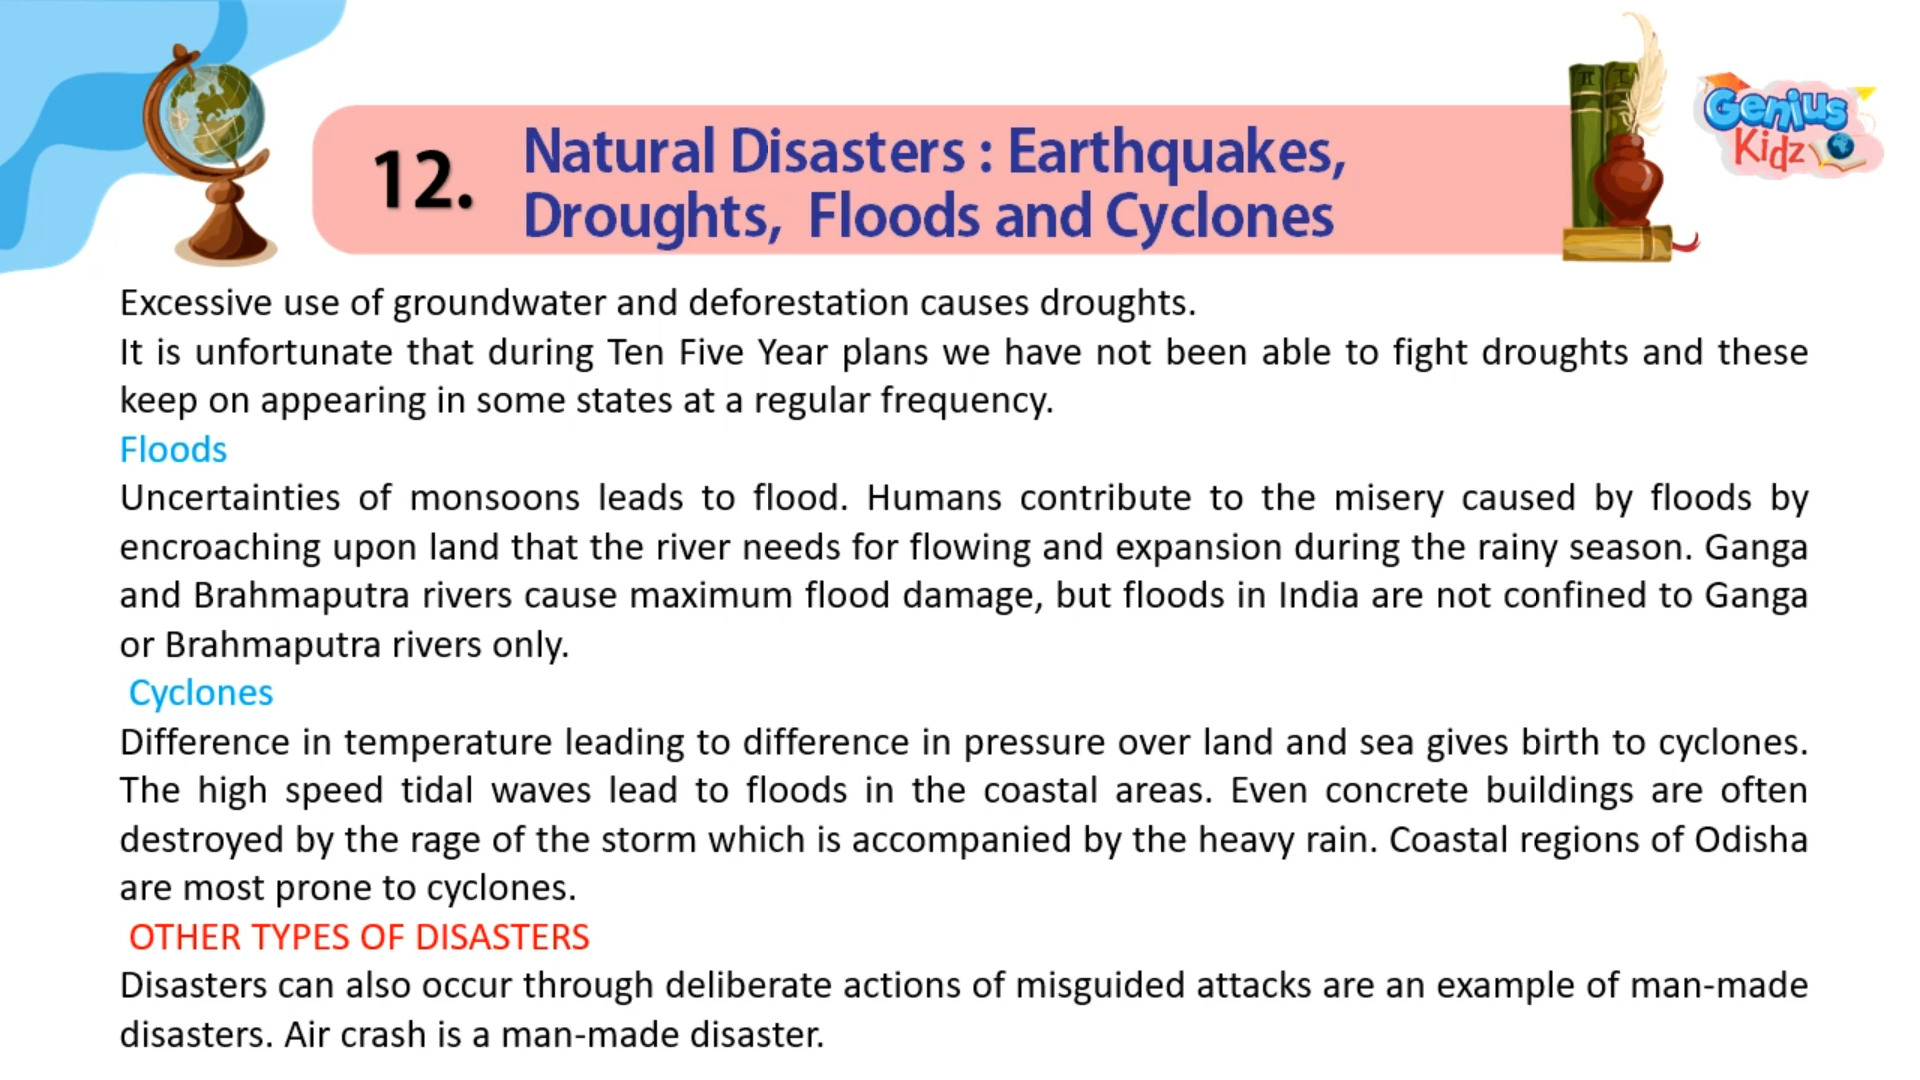 12.
Natural Disasters : Earthquakes,
Droughts, Floods and Cyclones
Genius
Kidz
Excessive use of groundwater and deforestation causes droughts.
It is unfortunate that during Ten Five Year plans we have not been able to fight droughts and these
keep on appearing in some states at a regular frequency.
Floods
Uncertainties of monsoons leads to flood. Humans contribute to the misery caused by floods by
encroaching upon land that the river needs for flowing and expansion during the rainy season. Ganga
and Brahmaputra rivers cause maximum flood damage, but floods in India are not confined to Ganga
or Brahmaputra rivers only.
Cyclones
Difference in temperature leading to difference in pressure over land and sea gives birth to cyclones.
The high speed tidal waves lead to floods in the coastal areas. Even concrete buildings are often
destroyed by the rage of the storm which is accompanied by the heavy rain. Coastal regions of Odisha
are most prone to cyclones.
OTHER TYPES OF DISASTERS
Disasters can also occur through deliberate actions of misguided attacks are an example of man-made
disasters. Air crash is a man-made disaster.